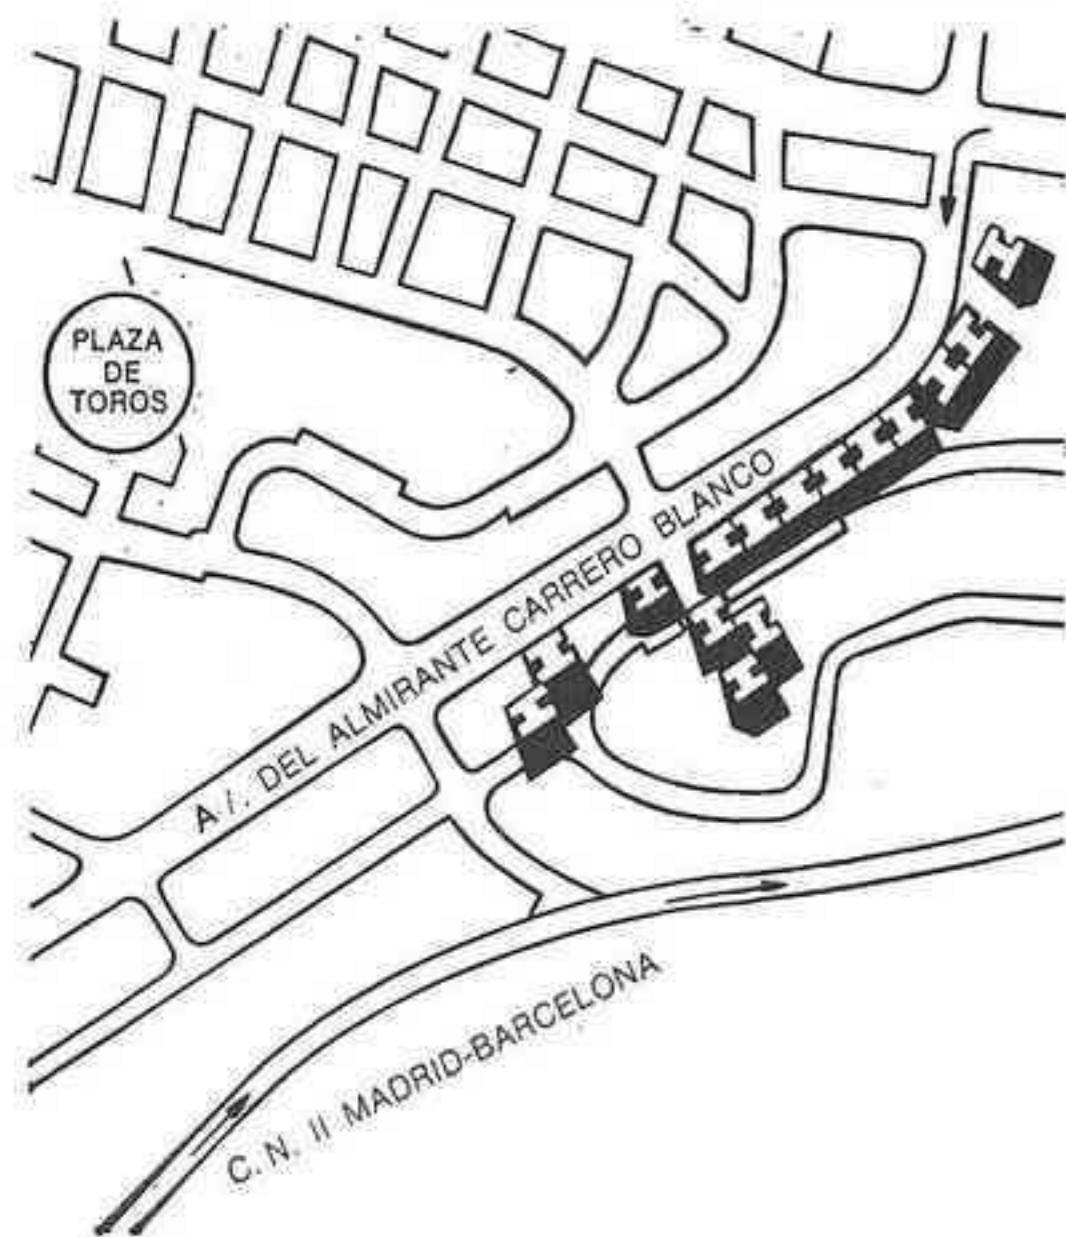 PLAZA
DE
TOROS
A/. DEL ALMIRANTE CARRERO BLANCO
C.N. II MADRID-BARCELONA